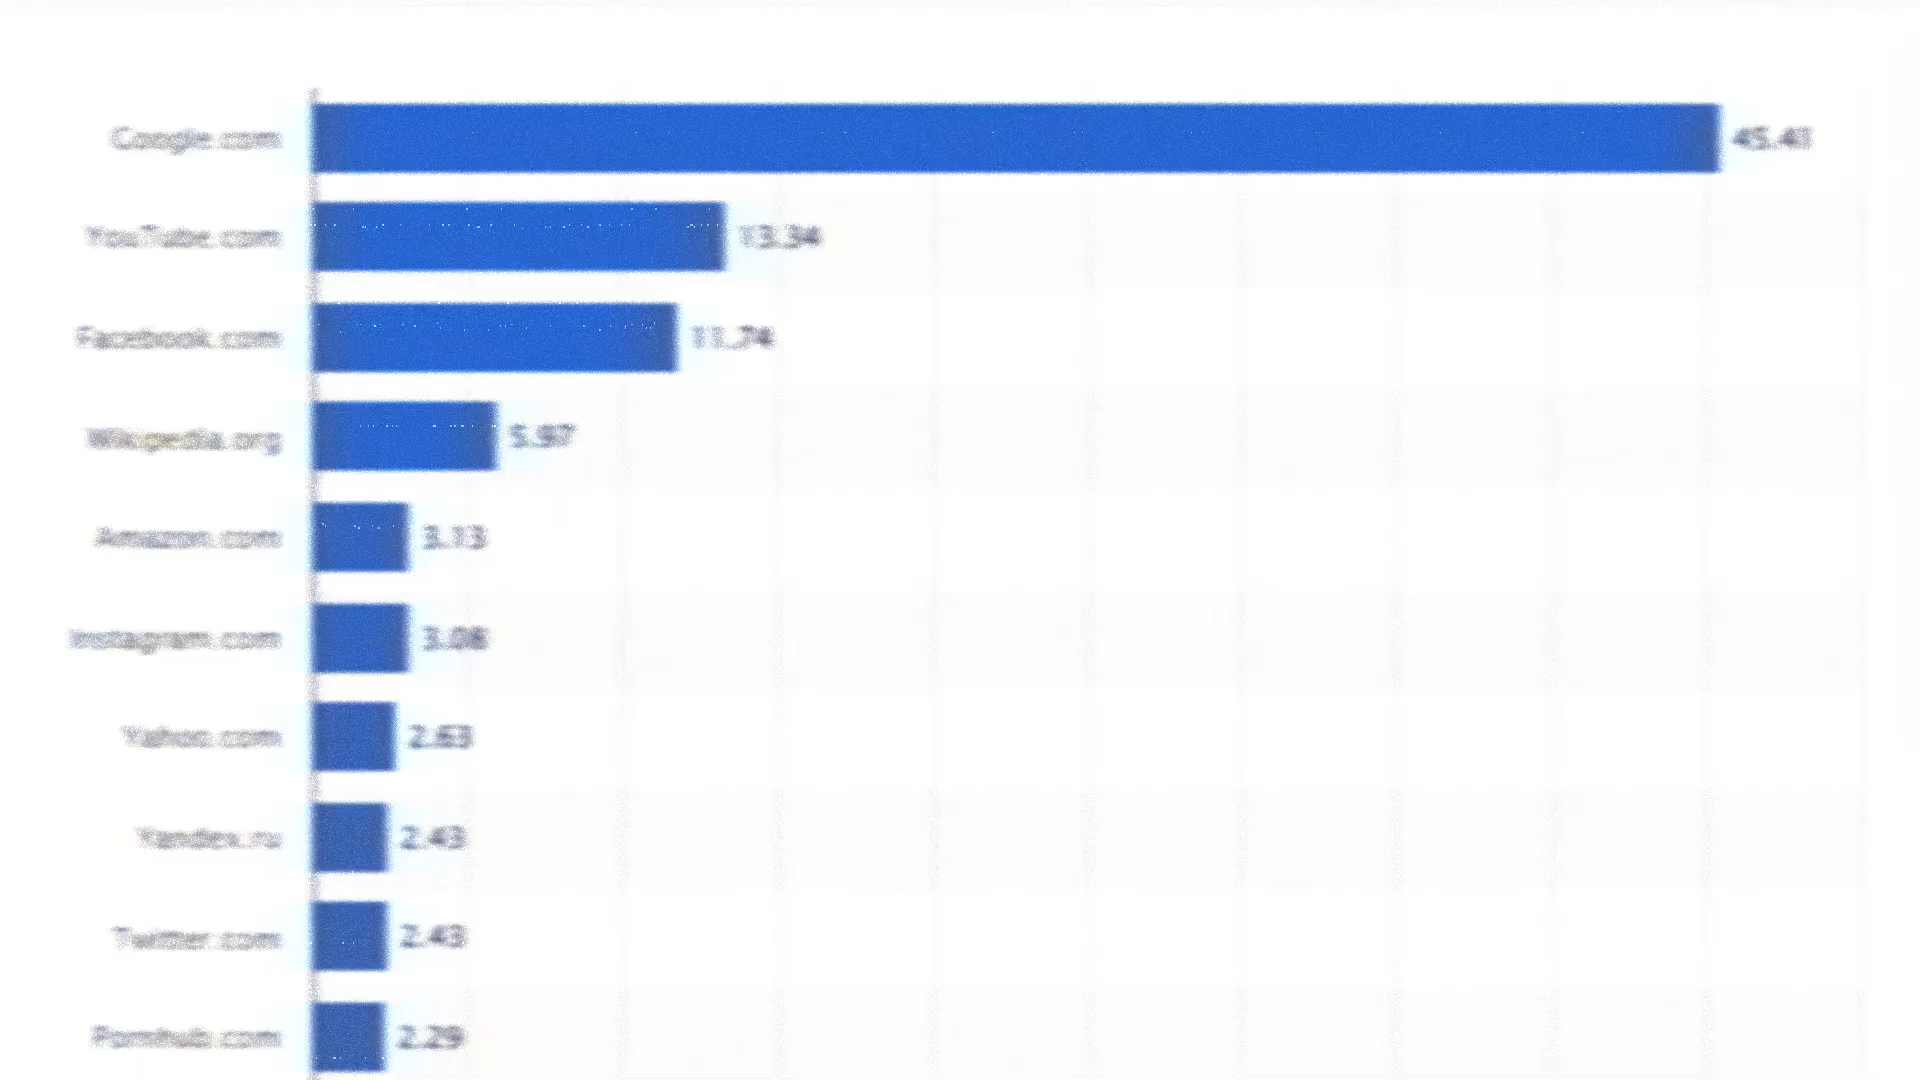 Google.com 45.41
YouTube.com 13.34
Facebook.com 11.74
Wikipedia.org 5.97
Amazon.com 3.13
Instagram.com 3.06
Yahoo.com 2.63
Yandex.ru 2.43
Twitter.com 2.43
Pornhub.com 2.29